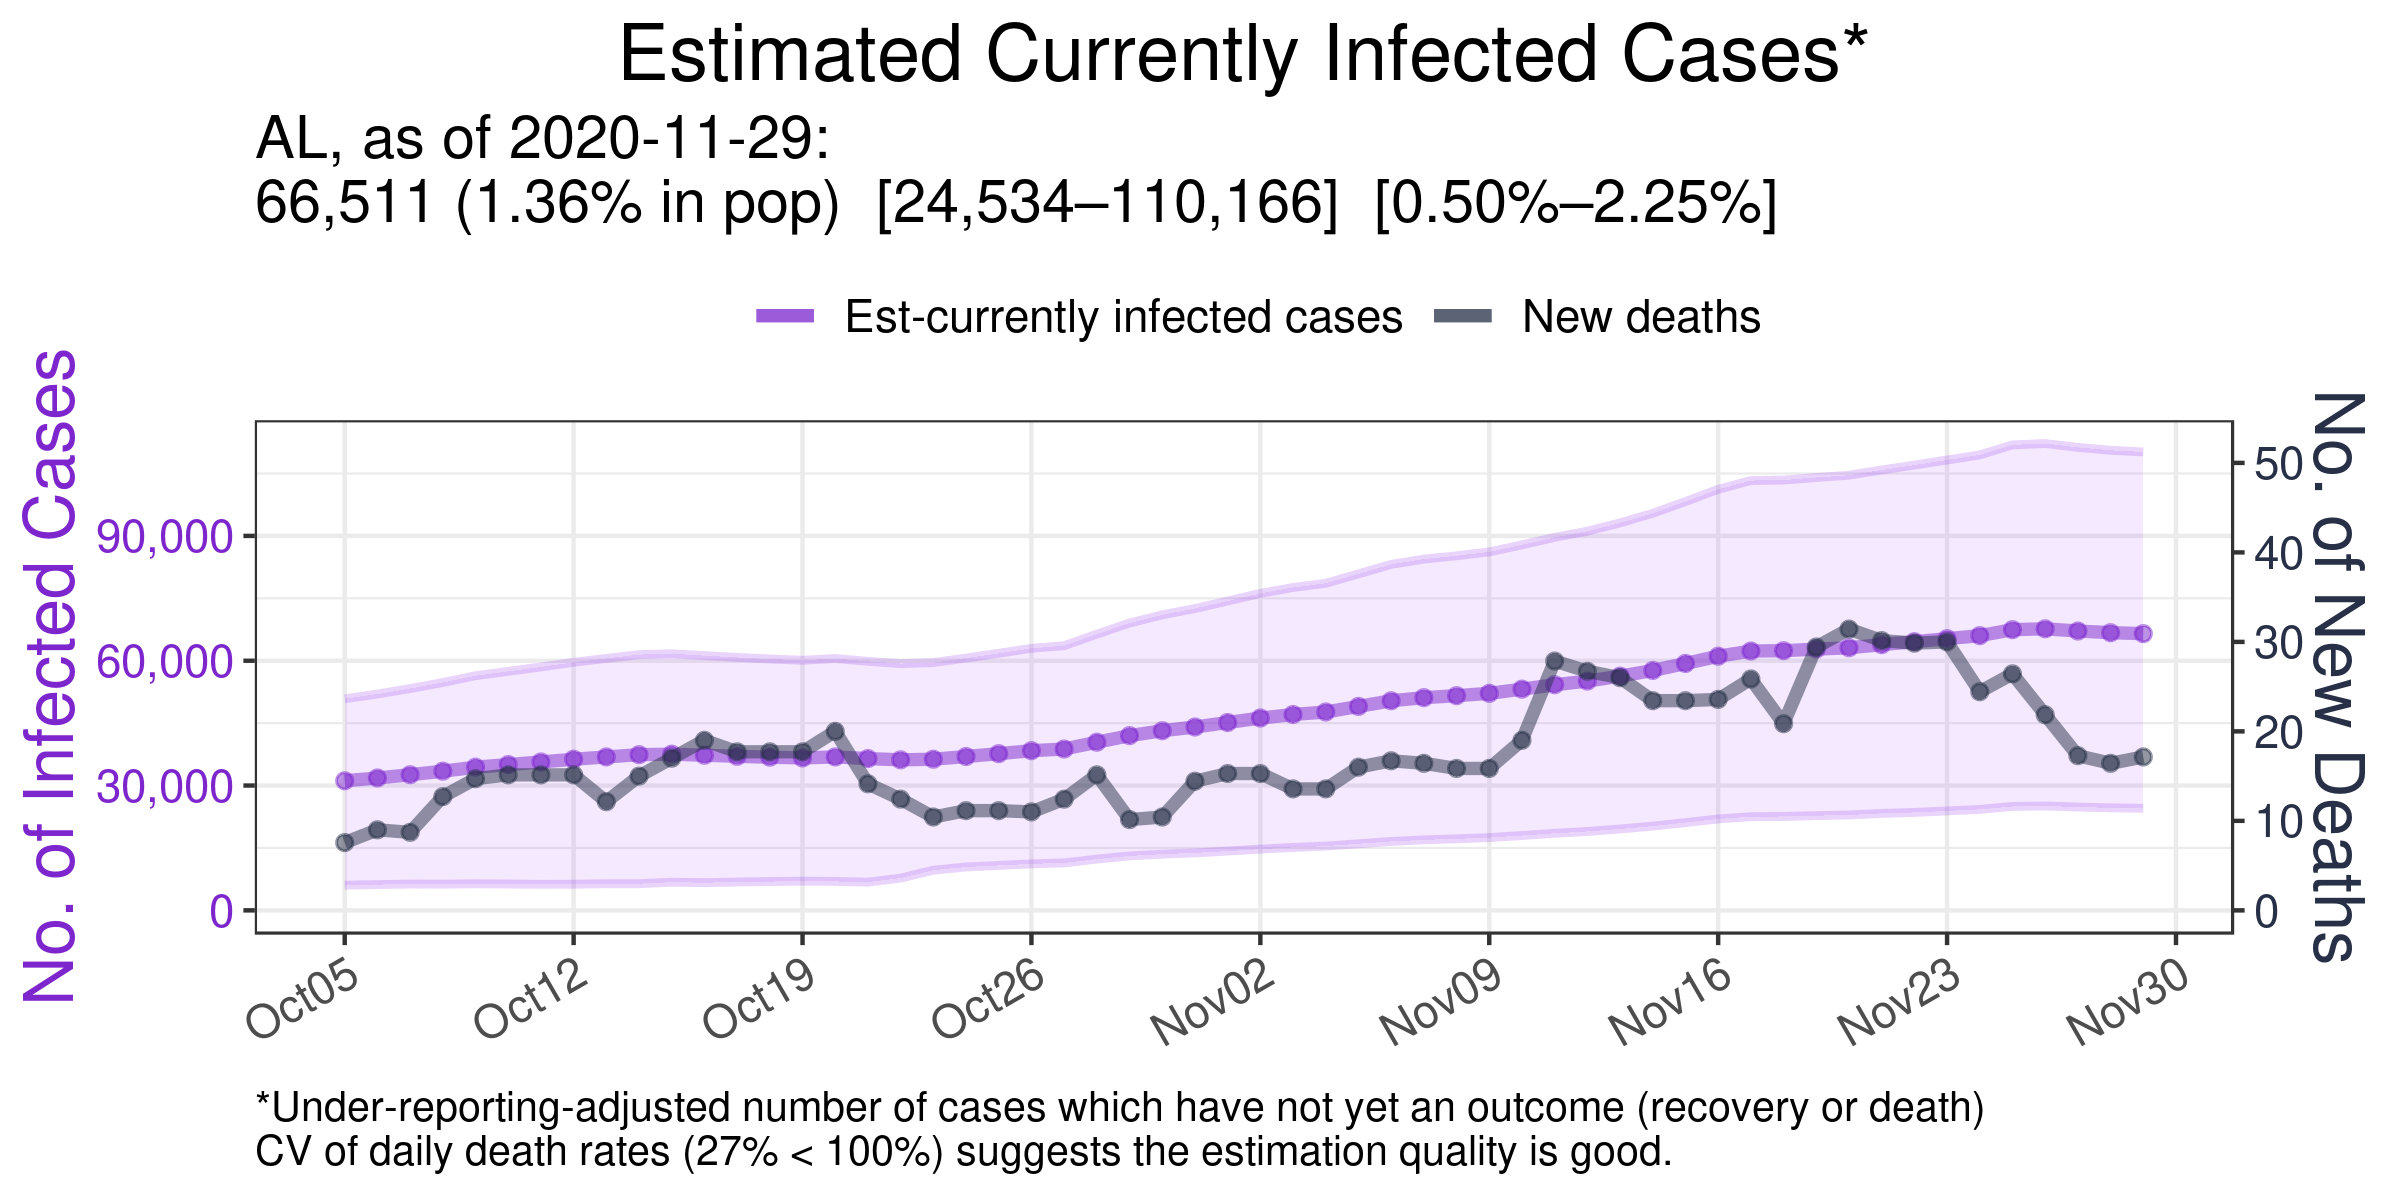 Estimated Currently Infected Cases*
AL, as of 2020-11-29:
66,511 (1.36% in pop)  [24,534–110,166]  [0.50%–2.25%]
Est-currently infected cases
New deaths
No. of Infected Cases
90,000
60,000
30,000
0
50
40
30
20
10
0
No. of New Deaths
Oct05
Oct12
Oct19
Oct26
Nov02
Nov09
Nov16
Nov23
Nov30
*Under-reporting-adjusted number of cases which have not yet an outcome (recovery or death)
CV of daily death rates (27% < 100%) suggests the estimation quality is good.